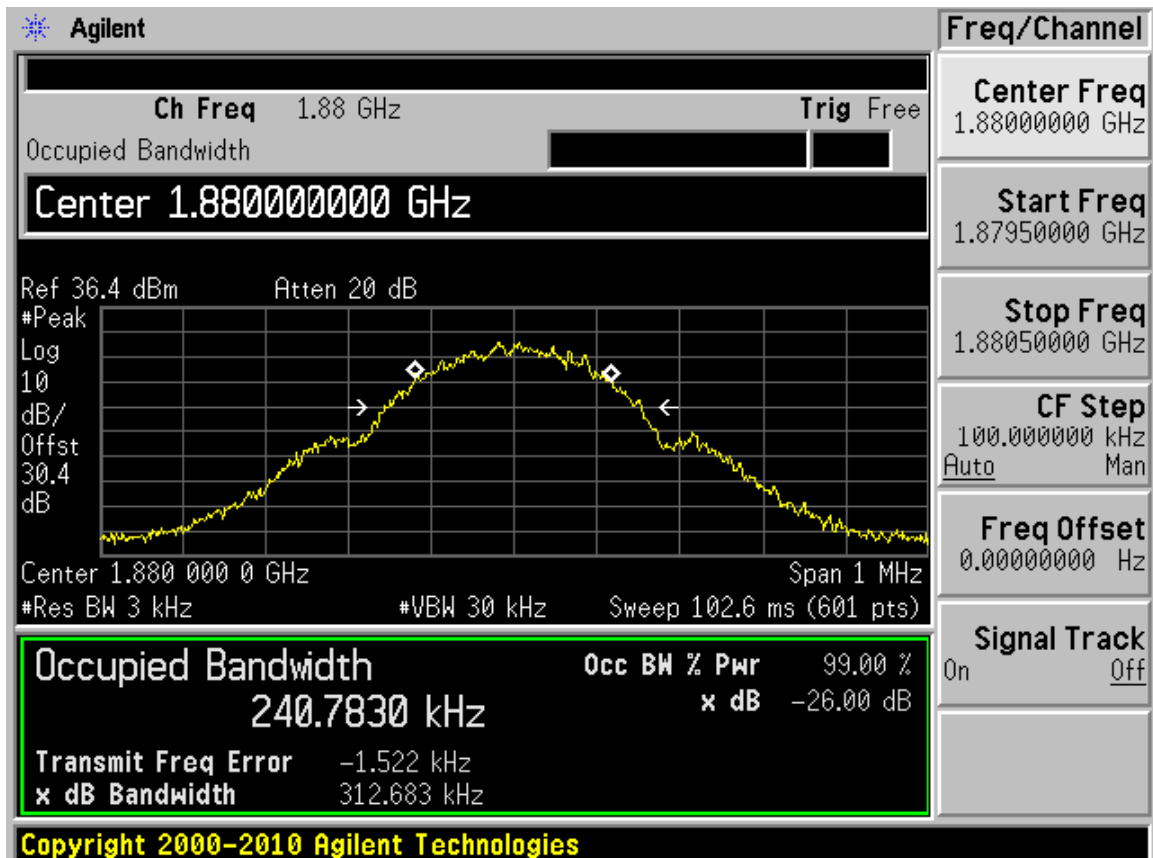 Agilent
Freq/Channel
Ch Freq 1.88 GHz Trig Free
Occupied Bandwidth
Center 1.880000000 GHz
Ref 36.4 dBm Atten 20 dB
#Peak
Log
10
dB/
Offst
30.4
dB
Center 1.880 000 0 GHz Span 1 MHz
#Res BW 3 kHz #VBW 30 kHz Sweep 102.6 ms (601 pts)
Occupied Bandwidth
240.7830 kHz
Occ BW % Pwr 99.00 %
x dB -26.00 dB
Transmit Freq Error -1.522 kHz
x dB Bandwidth 312.683 kHz
Copyright 2000-2010 Agilent Technologies
Center Freq
1.88000000 GHz
Start Freq
1.87950000 GHz
Stop Freq
1.88050000 GHz
CF Step
100.000000 kHz
Auto Man
Freq Offset
0.00000000 Hz
Signal Track
On Off